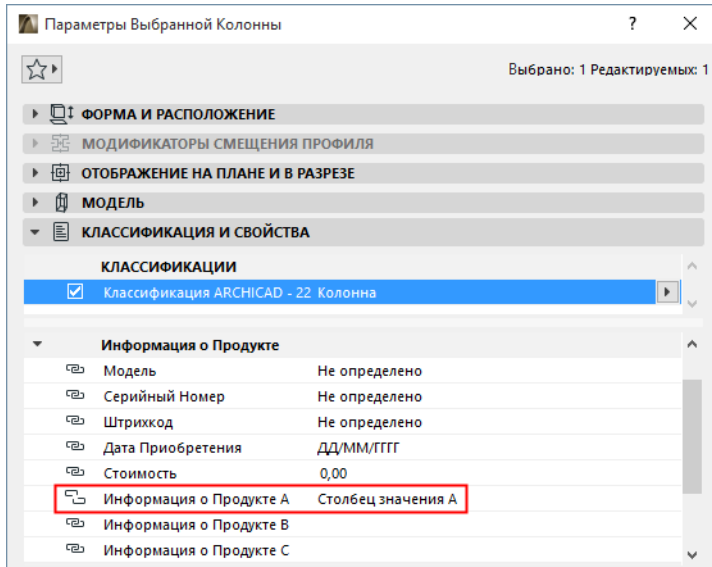 Параметры Выбранной Колонны ?
Выбрано: 1 Редактируемых: 1
ФОРМА И РАСПОЛОЖЕНИЕ
МОДИФИКАТОРЫ СМЕЩЕНИЯ ПРОФИЛЯ
ОТОБРАЖЕНИЕ НА ПЛАНЕ И В РАЗРЕЗЕ
МОДЕЛЬ
КЛАССИФИКАЦИЯ И СВОЙСТВА
КЛАССИФИКАЦИИ
Классификация ARCHICAD - 22 Колонна
Информация о Продукте
Модель Не определено
Серийный Номер Не определено
Штрихкод Не определено
Дата Приобретения ДД/ММ/ГГГГ
Стоимость 0,00
Информация о Продукте A Столбец значения A
Информация о Продукте B
Информация о Продукте C